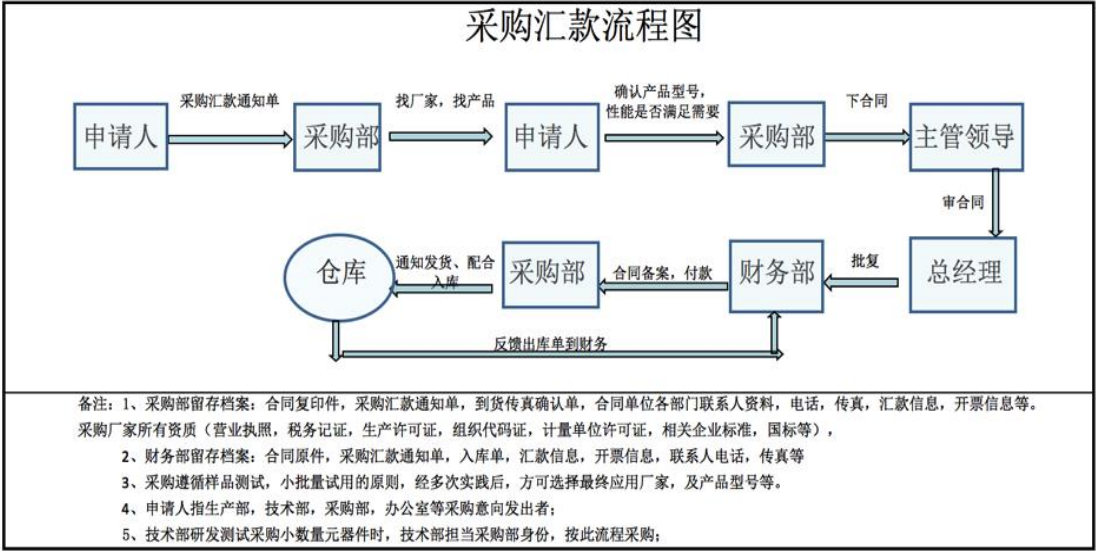 采购汇款流程图
采购汇款通知单
找厂家，找产品
确认产品型号，
性能是否满足需要
下合同
申请人
采购部
申请人
采购部
主管领导
审合同
仓库
通知发货、配合
入库
采购部
合同备案，付款
财务部
批复
总经理
反馈出库单到财务
备注：1、采购部留存档案：合同复印件，采购汇款通知单，到货传真确认单，合同单位各部门联系人资料，电话，传真，汇款信息，开票信息等。
采购厂家所有资质（营业执照，税务记证，生产许可证，组织代码证，计量单位许可证，相关企业标准，国标等），
2、财务部留存档案：合同原件，采购汇款通知单，入库单，汇款信息，开票信息，联系人电话，传真等
3、采购遵循样品测试，小批量试用的原则，经多次实践后，方可选择最终应用厂家，及产品型号等。
4、申请人指生产部，技术部，采购部，办公室等采购意向发出者；
5、技术部研发测试采购小数量元器件时，技术部担当采购部身份，按此流程采购；